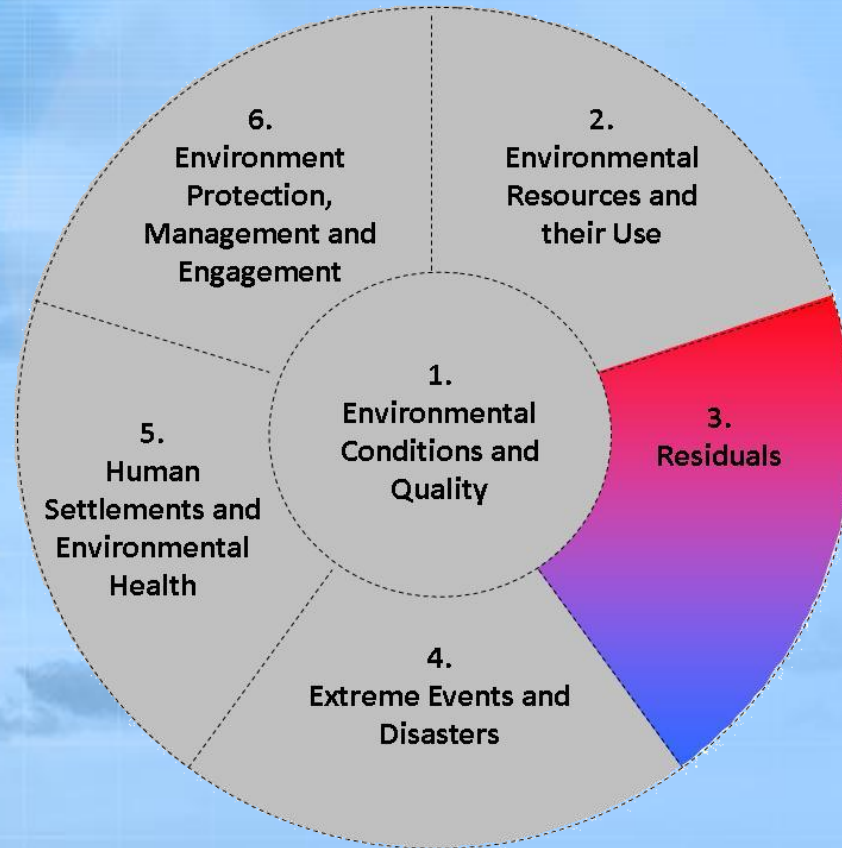 1.
Environmental
Conditions and
Quality
2.
Environmental
Resources and
their Use
3.
Residuals
4.
Extreme Events and
Disasters
5.
Human
Settlements and
Environmental
Health
6.
Environment
Protection,
Management and
Engagement